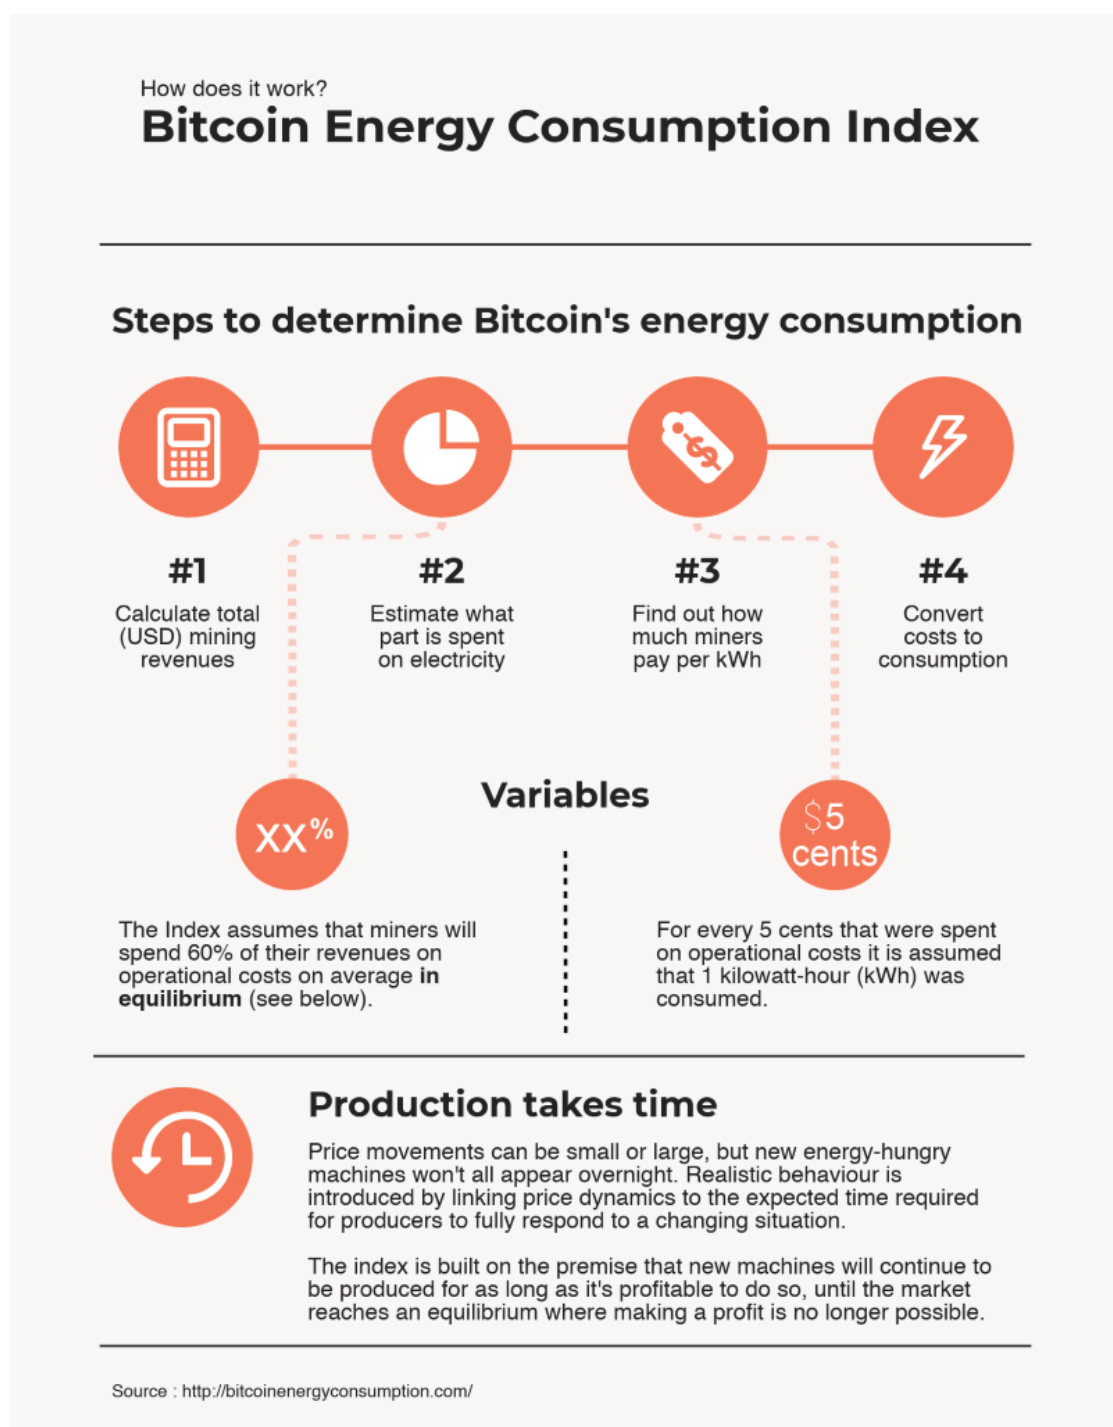 How does it work?
Bitcoin Energy Consumption Index
Steps to determine Bitcoin's energy consumption
#1
Calculate total
(USD) mining
revenues
#2
Estimate what
part is spent
on electricity
#3
Find out how
much miners
pay per kWh
#4
Convert
costs to
consumption
Variables
XX%
The Index assumes that miners will
spend 60% of their revenues on
operational costs on average in
equilibrium (see below).
$5
cents
For every 5 cents that were spent
on operational costs it is assumed
that 1 kilowatt-hour (kWh) was
consumed.
Production takes time
Price movements can be small or large, but new energy-hungry
machines won't all appear overnight. Realistic behaviour is
introduced by linking price dynamics to the expected time required
for producers to fully respond to a changing situation.
The index is built on the premise that new machines will continue to
be produced for as long as it's profitable to do so, until the market
reaches an equilibrium where making a profit is no longer possible.
Source : http://bitcoinenergyconsumption.com/